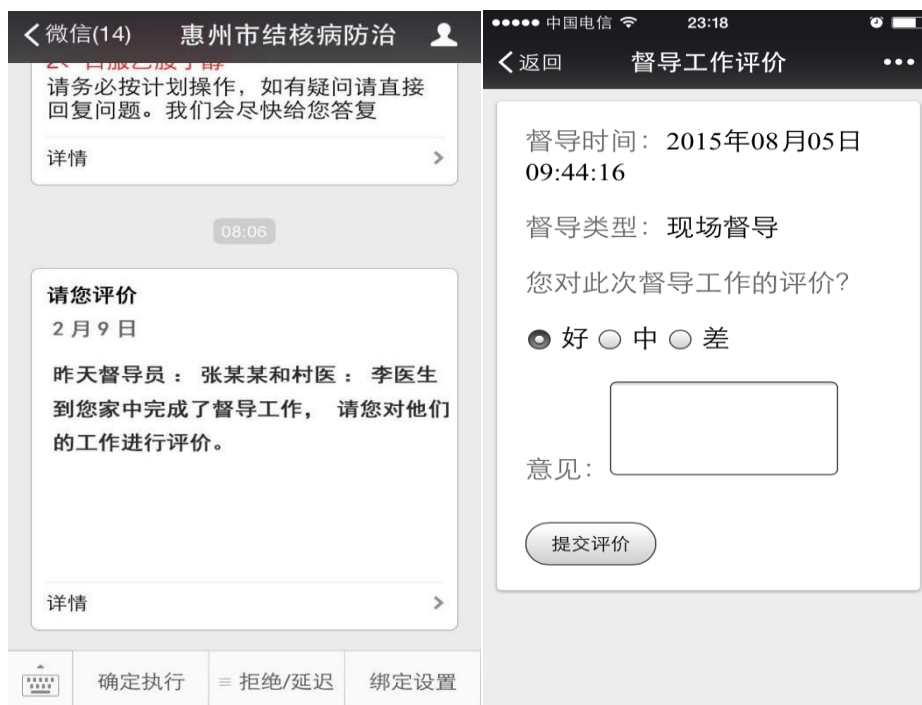 微信(14) 惠州市结核病防治
请务必按计划操作，如有疑问请直接
回复问题。我们会尽快给您答复
详情
08:06
请您评价
2月9日
昨天督导员： 张某某和村医： 李医生
到您家中完成了督导工作， 请您对他们
的工作进行评价。
详情
确定执行 拒绝/延迟 绑定设置
中国电信 23:18
返回 督导工作评价
督导时间： 2015年08月05日
09:44:16
督导类型： 现场督导
您对此次督导工作的评价?
好 中 差
意见：
提交评价